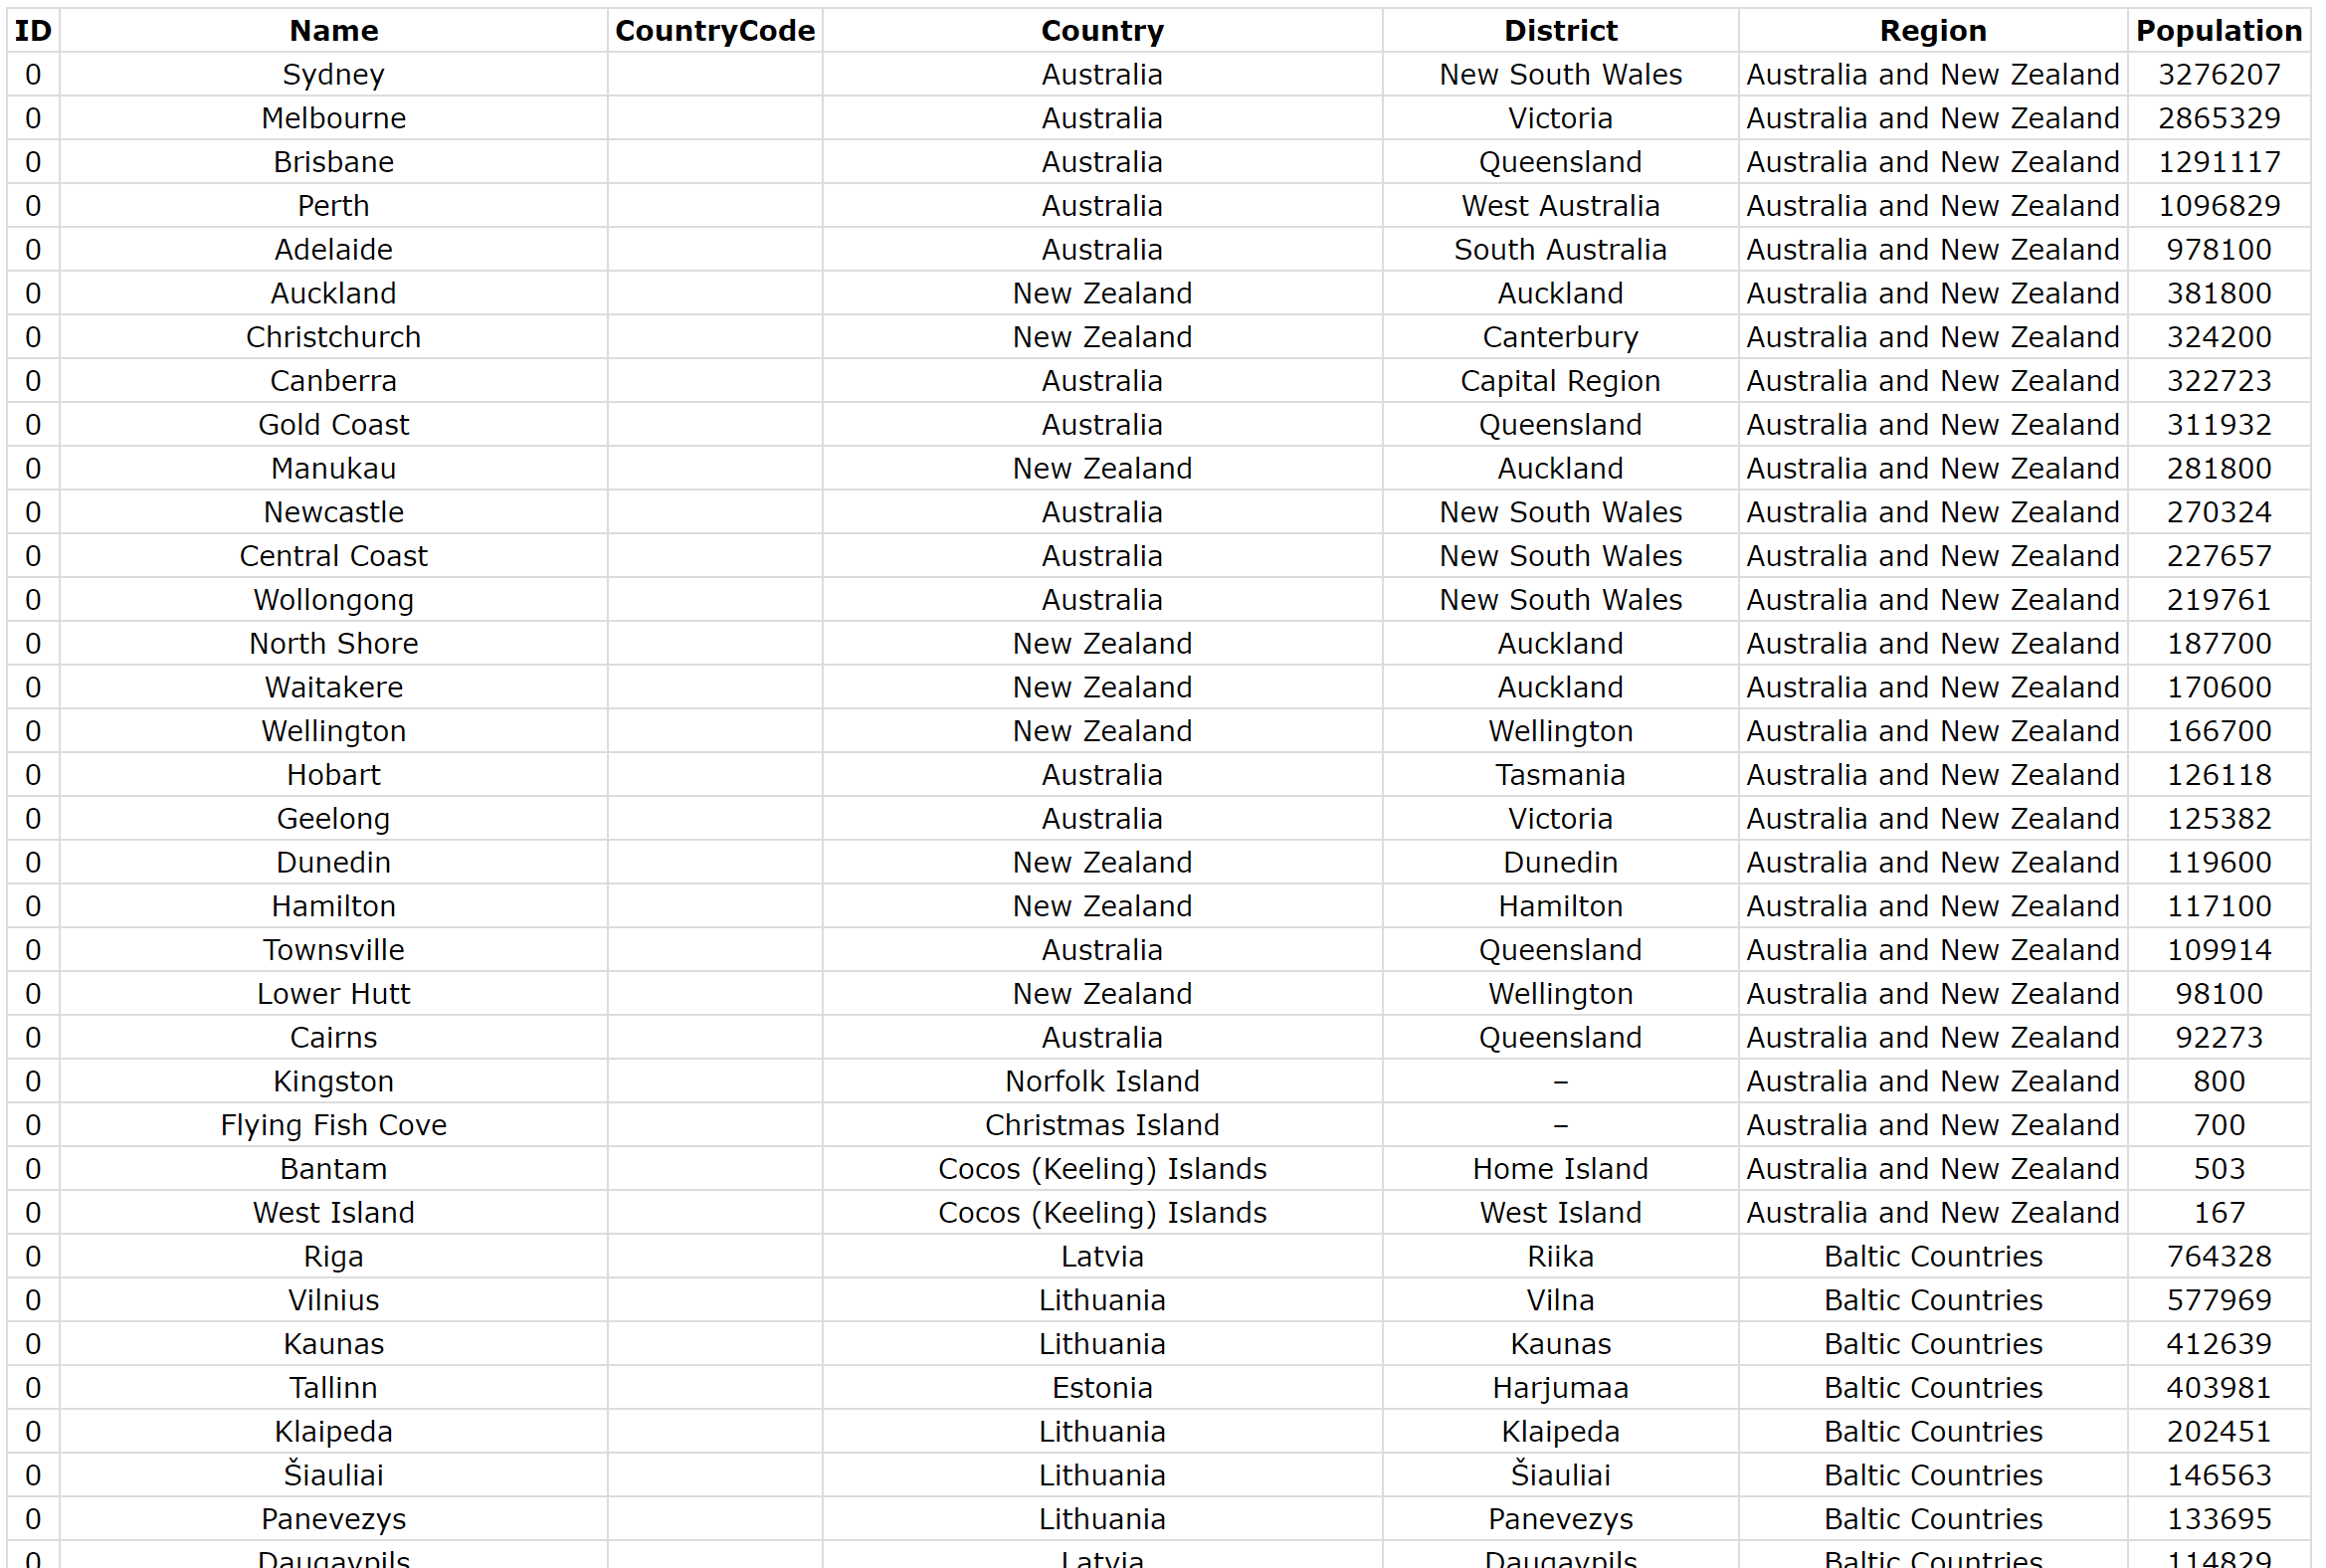 ID Name CountryCode Country District Region Population
0 Sydney Australia New South Wales Australia and New Zealand 3276207
0 Melbourne Australia Victoria Australia and New Zealand 2865329
0 Brisbane Australia Queensland Australia and New Zealand 1291117
0 Perth Australia West Australia Australia and New Zealand 1096829
0 Adelaide Australia South Australia Australia and New Zealand 978100
0 Auckland New Zealand Auckland Australia and New Zealand 381800
0 Christchurch New Zealand Canterbury Australia and New Zealand 324200
0 Canberra Australia Capital Region Australia and New Zealand 322723
0 Gold Coast Australia Queensland Australia and New Zealand 311932
0 Manukau New Zealand Auckland Australia and New Zealand 281800
0 Newcastle Australia New South Wales Australia and New Zealand 270324
0 Central Coast Australia New South Wales Australia and New Zealand 227657
0 Wollongong Australia New South Wales Australia and New Zealand 219761
0 North Shore New Zealand Auckland Australia and New Zealand 187700
0 Waitakere New Zealand Auckland Australia and New Zealand 170600
0 Wellington New Zealand Wellington Australia and New Zealand 166700
0 Hobart Australia Tasmania Australia and New Zealand 126118
0 Geelong Australia Victoria Australia and New Zealand 125382
0 Dunedin New Zealand Dunedin Australia and New Zealand 119600
0 Hamilton New Zealand Hamilton Australia and New Zealand 117100
0 Townsville Australia Queensland Australia and New Zealand 109914
0 Lower Hutt New Zealand Wellington Australia and New Zealand 98100
0 Cairns Australia Queensland Australia and New Zealand 92273
0 Kingston Norfolk Island – Australia and New Zealand 800
0 Flying Fish Cove Christmas Island – Australia and New Zealand 700
0 Bantam Cocos (Keeling) Islands Home Island Australia and New Zealand 503
0 West Island Cocos (Keeling) Islands West Island Australia and New Zealand 167
0 Riga Latvia Riika Baltic Countries 764328
0 Vilnius Lithuania Vilna Baltic Countries 577969
0 Kaunas Lithuania Kaunas Baltic Countries 412639
0 Tallinn Estonia Harjumaa Baltic Countries 403981
0 Klaipeda Lithuania Klaipeda Baltic Countries 202451
0 Šiauliai Lithuania Šiauliai Baltic Countries 146563
0 Panevezys Lithuania Panevezys Baltic Countries 133695
0 Daugavpils Latvia Daugavpils Baltic Countries 114829